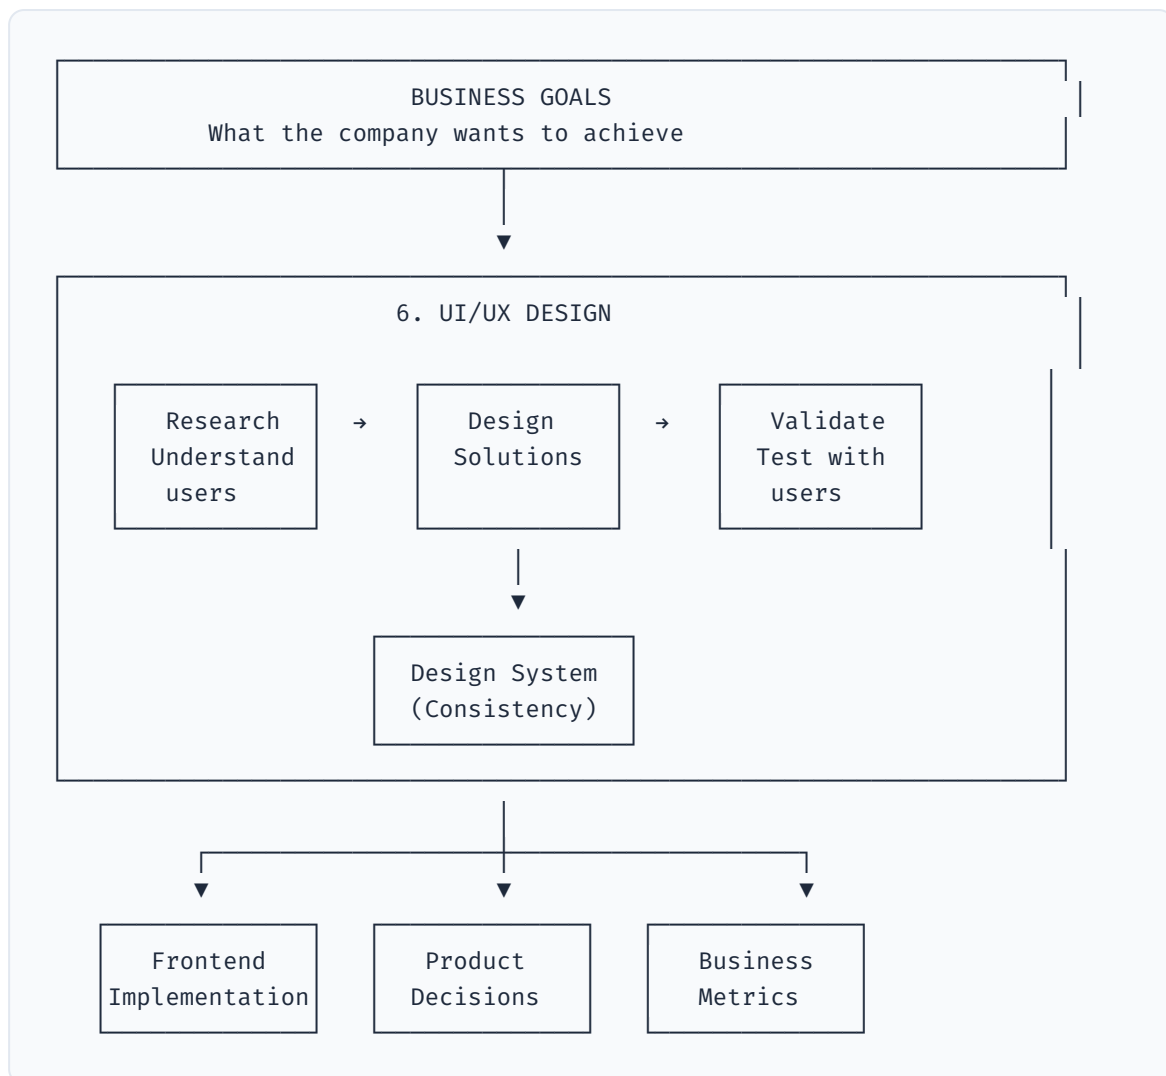 BUSINESS GOALS
What the company wants to achieve
6. UI/UX DESIGN
Research
Understand
users
→
Design
Solutions
→
Validate
Test with
users
Design System
(Consistency)
Frontend
Implementation
Product
Decisions
Business
Metrics